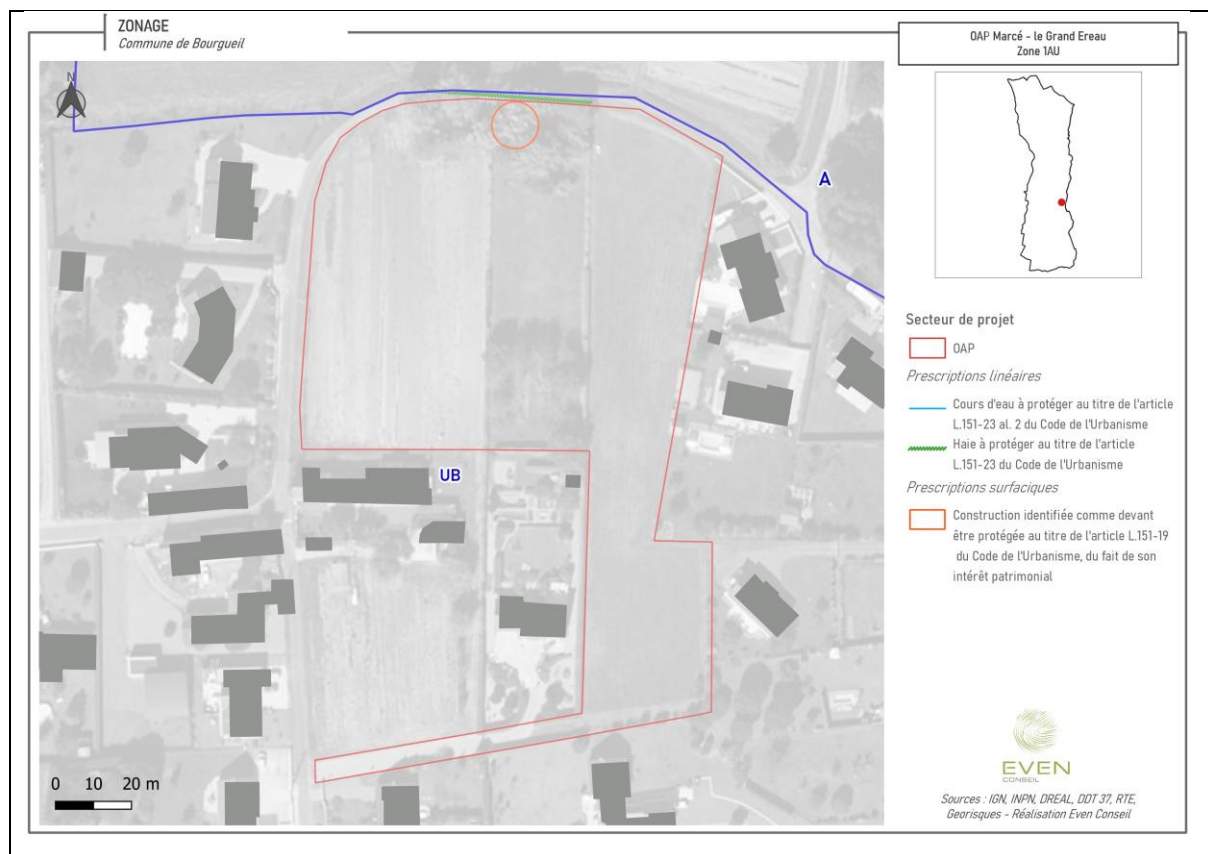 ZONAGE
Commune de Bourgueil
OAP Marcé - le Grand Ereau
Zone 1AU
N
A
UB
0 10 20 m
Secteur de projet
OAP
Prescriptions linéaires
Cours d'eau à protéger au titre de l'article
L.151-23 al. 2 du Code de l'Urbanisme
Haie à protéger au titre de l'article
L.151-23 du Code de l'Urbanisme
Prescriptions surfaciques
Construction identifiée comme devant
être protégée au titre de l'article L.151-19
du Code de l'Urbanisme, du fait de son
intérêt patrimonial
EVEN
CONSEIL
Sources : IGN, INPN, DREAL, DDT 37, RTE,
Georisques - Réalisation Even Conseil